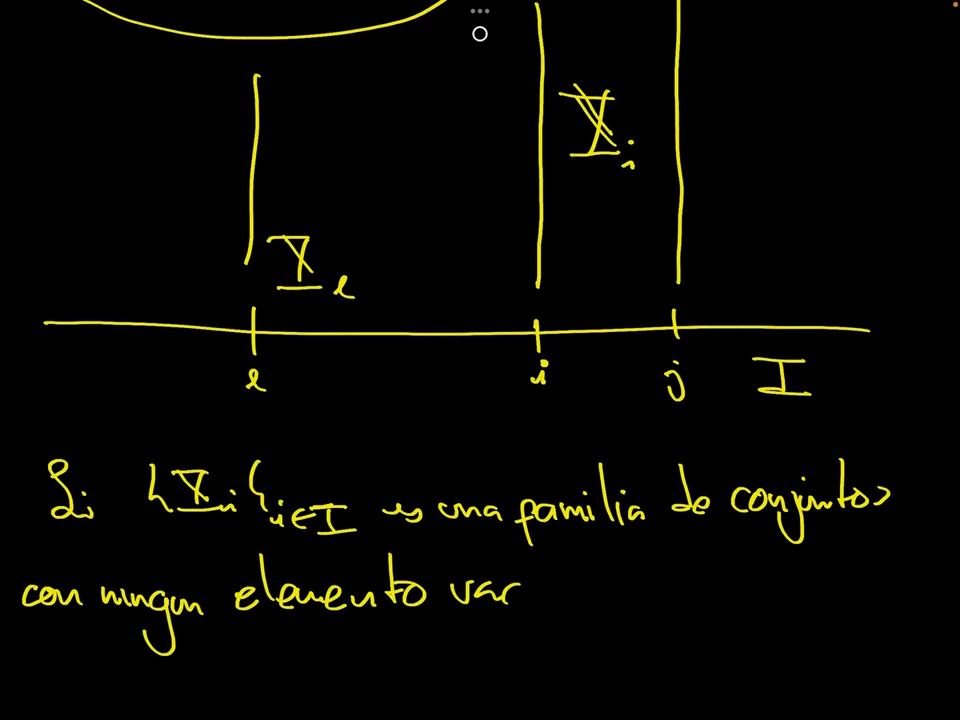 X_i
X_l
l i j I
Si {X_i}_{i∈I} es una familia de conjuntos
con ningun elemento var